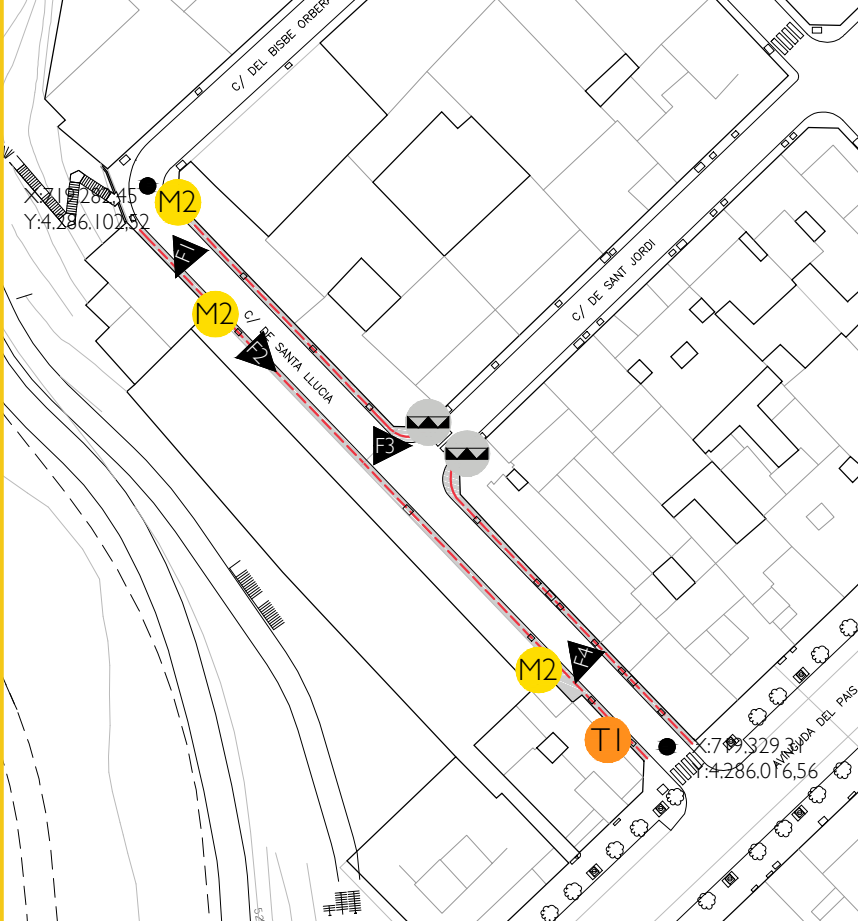 C/ DEL BISBE ORBERA
X:719.282,45
Y:4.286.102,52
M2
F1
C/ DE SANT JORDI
M2
C/ DE SANTA LLUCIA
F2
F3
F4
M2
T1
X:719.329,
Y:4.286.016,56
AVINGUDA DEL PAIS